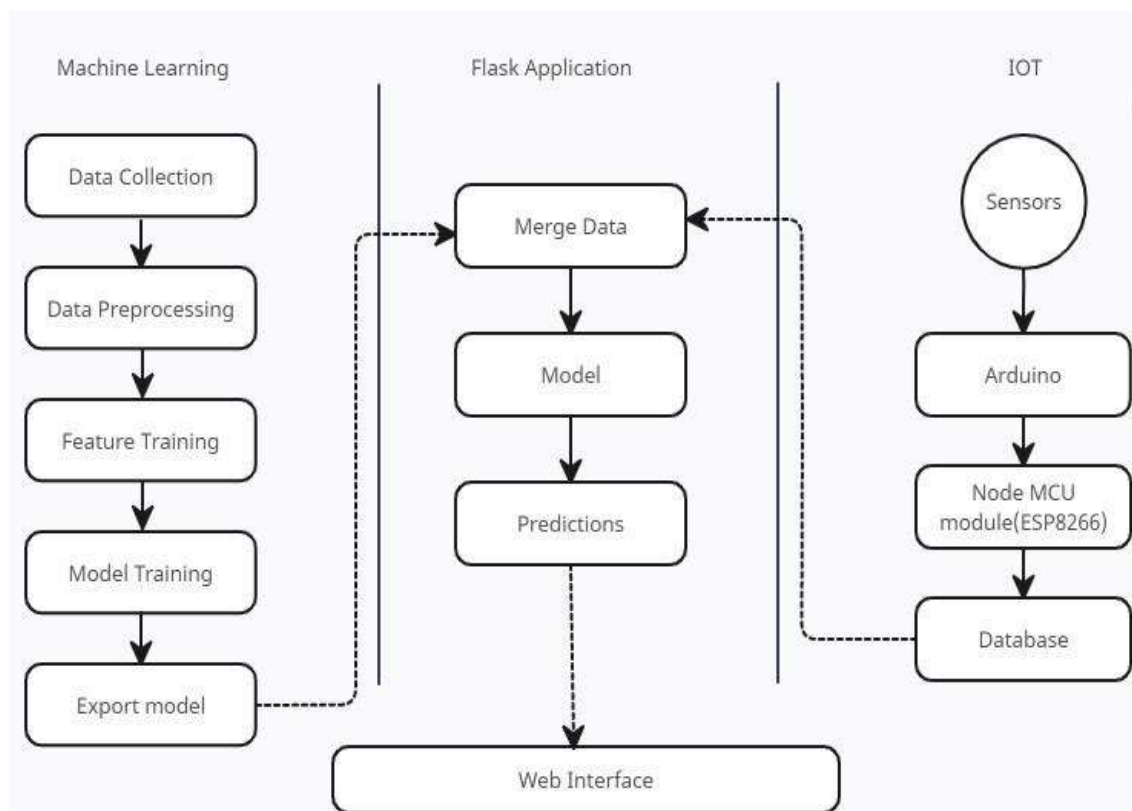 Machine Learning
Flask Application
IOT
Data Collection
Data Preprocessing
Feature Training
Model Training
Export model
Merge Data
Model
Predictions
Web Interface
Sensors
Arduino
Node MCU
module(ESP8266)
Database